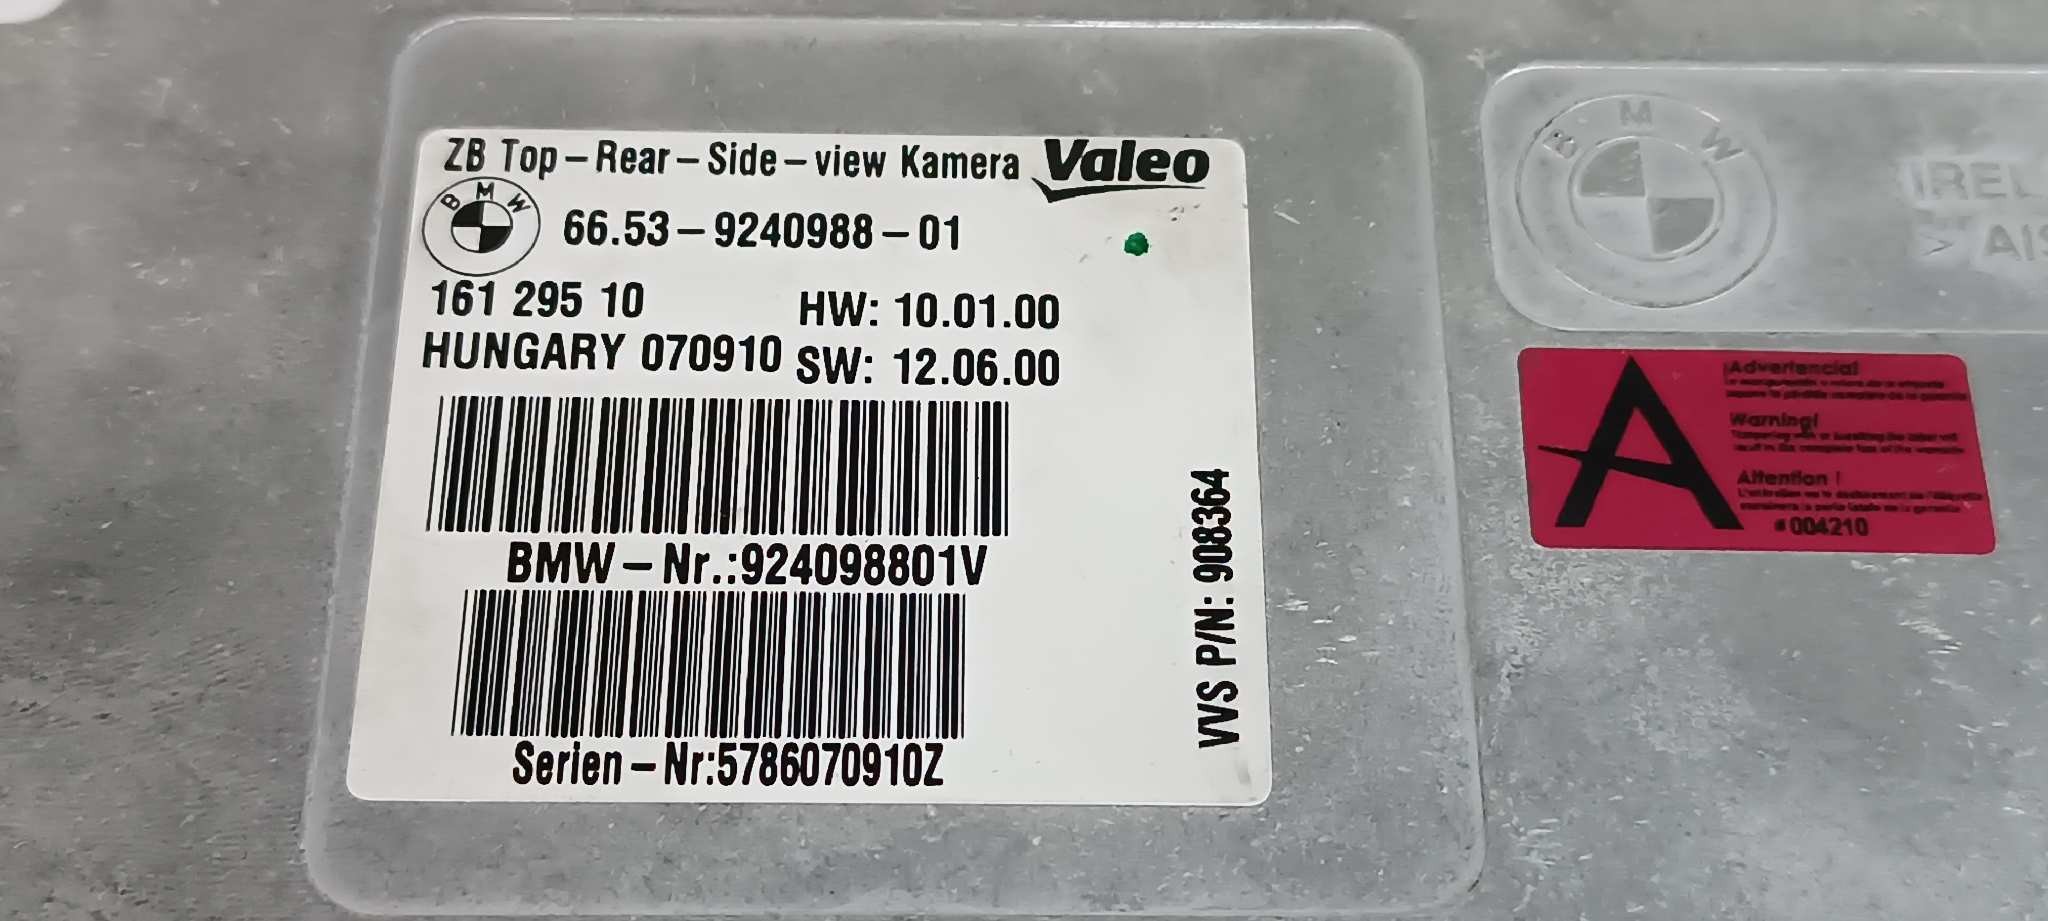 ZB Top-Rear-Side-view Kamera Valeo
BMW 66.53-9240988-01
161 295 10
HW: 10.01.00
HUNGARY 070910
SW: 12.06.00
BMW-Nr.:924098801V
Serien-Nr:5786070910Z
VVS P/N: 908364
BMW
IREL
A
Advertencia!
Warning!
Attention !
#004210